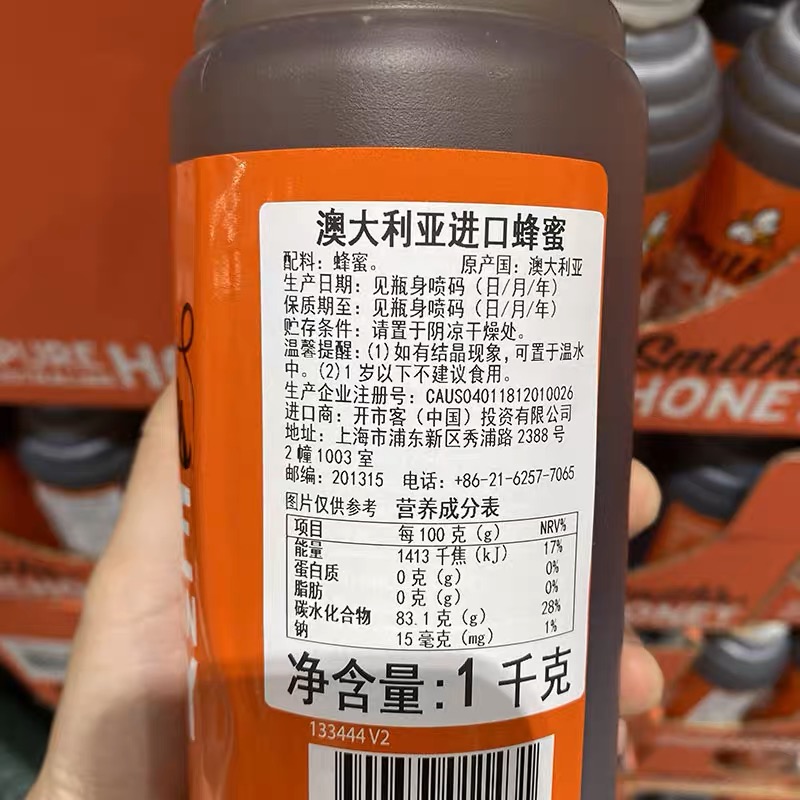 澳大利亚进口蜂蜜
配料：蜂蜜。 原产国：澳大利亚
生产日期：见瓶身喷码（日/月/年）
保质期至：见瓶身喷码（日/月/年）
贮存条件：请置于阴凉干燥处。
温馨提醒：(1)如有结晶现象，可置于温水
中。(2)1岁以下不建议食用。
生产企业注册号：CAUS04011812010026
进口商：开市客（中国）投资有限公司
地址：上海市浦东新区秀浦路2388号
2幢1003室
邮编：201315 电话：+86-21-6257-7065
图片仅供参考 营养成分表
项目 每100克（g） NRV%
能量 1413千焦（kJ） 17%
蛋白质 0克（g） 0%
脂肪 0克（g） 0%
碳水化合物 83.1克（g） 28%
钠 15毫克（mg） 1%
净含量：1千克
133444 V2
PURE
Smith's
HONEY
HONEY